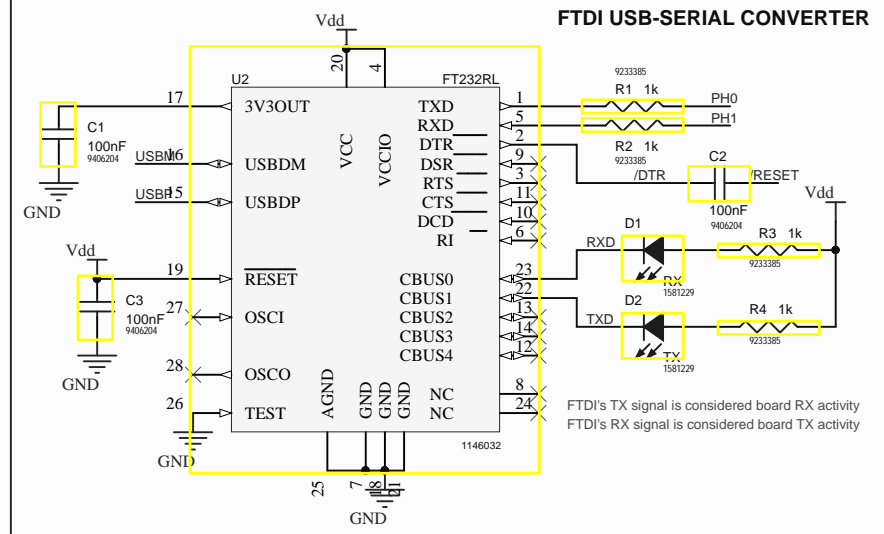 FTDI USB-SERIAL CONVERTER
Vdd
20
4
U2
FT232RL
9233385
R1 1k
PH0
17
3V3OUT
TXD
1
C1
100nF
9406204
RXD
5
PH1
R2 1k
9233385
DTR
2
USBM
16
USBDM
VCC
VCCIO
DSR
9
C2
/DTR
/RESET
RTS
3
USBP
15
USBDP
CTS
11
100nF
9406204
Vdd
GND
DCD
10
RI
6
D1
R3 1k
RXD
Vdd
19
RESET
CBUS0
23
RX
1581229
9233385
CBUS1
22
C3
100nF
9406204
27
OSCI
CBUS2
13
D2
R4 1k
TXD
CBUS3
14
CBUS4
12
TX
1581229
9233385
28
OSCO
GND
AGND
GND
GND
GND
NC
8
26
TEST
NC
24
FTDI's TX signal is considered board RX activity
FTDI's RX signal is considered board TX activity
1146032
GND
25
7
18
21
GND